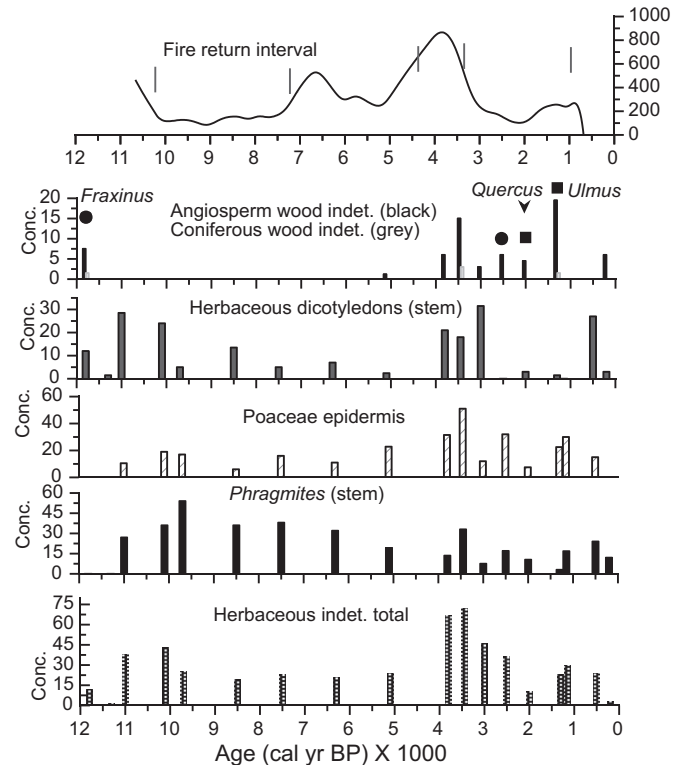 1000
800
600
400
200
0
Fire return interval
12 11 10 9 8 7 6 5 4 3 2 1 0
20
15
10
5
0
Conc.
Fraxinus
Angiosperm wood indet. (black)
Coniferous wood indet. (grey)
Quercus
Ulmus
30
20
10
0
Conc.
Herbaceous dicotyledons (stem)
60
40
20
0
Conc.
Poaceae epidermis
60
45
30
15
0
Conc.
Phragmites (stem)
75
60
45
30
15
0
Conc.
Herbaceous indet. total
12 11 10 9 8 7 6 5 4 3 2 1 0
Age (cal yr BP) X 1000